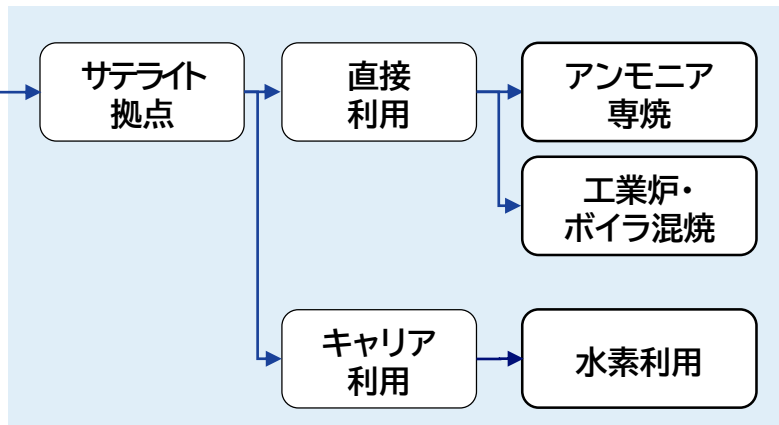 サテライト
拠点
直接
利用
アンモニア
専焼
工業炉・
ボイラ混焼
キャリア
利用
水素利用